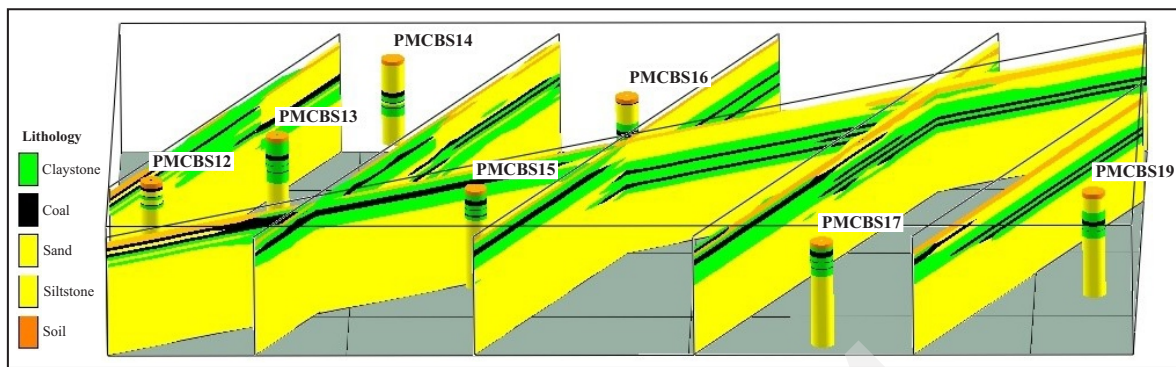 PMCBS14
PMCBS16
PMCBS13
PMCBS12
PMCBS15
PMCBS19
PMCBS17
Lithology
Claystone
Coal
Sand
Siltstone
Soil